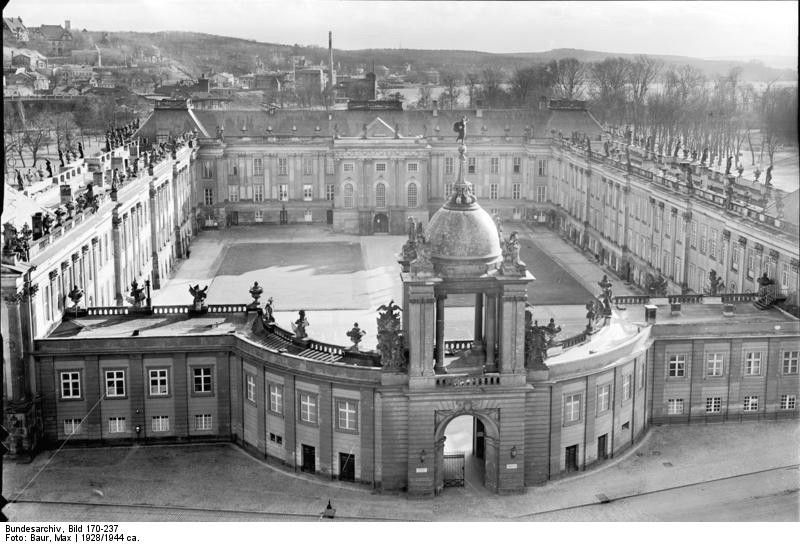 Bundesarchiv, Bild 170-237
Foto: Baur, Max | 1928/1944 ca.